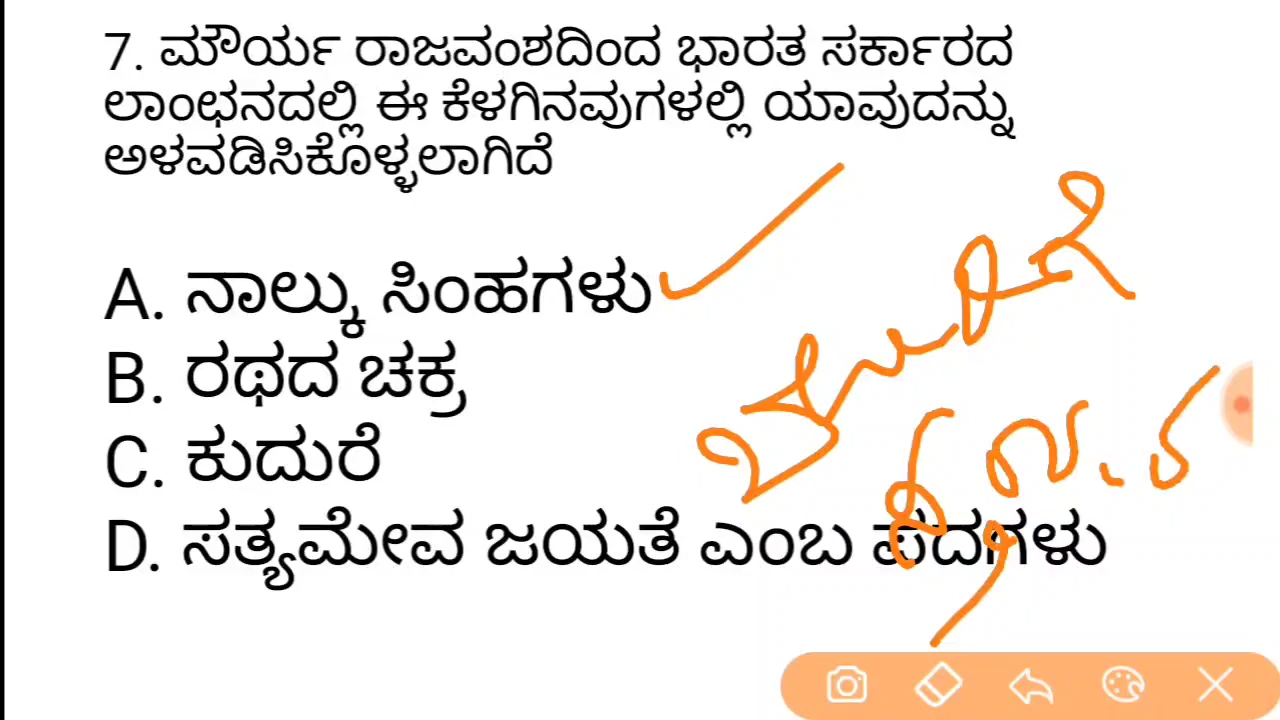 7. ಮೌರ್ಯ ರಾಜವಂಶದಿಂದ ಭಾರತ ಸರ್ಕಾರದ
ಲಾಂಛನದಲ್ಲಿ ಈ ಕೆಳಗಿನವುಗಳಲ್ಲಿ ಯಾವುದನ್ನು
ಅಳವಡಿಸಿಕೊಳ್ಳಲಾಗಿದೆ
A. ನಾಲ್ಕು ಸಿಂಹಗಳು
B. ರಥದ ಚಕ್ರ
C. ಕುದುರೆ
D. ಸತ್ಯಮೇವ ಜಯತೆ ಎಂಬ ಪದಗಳು